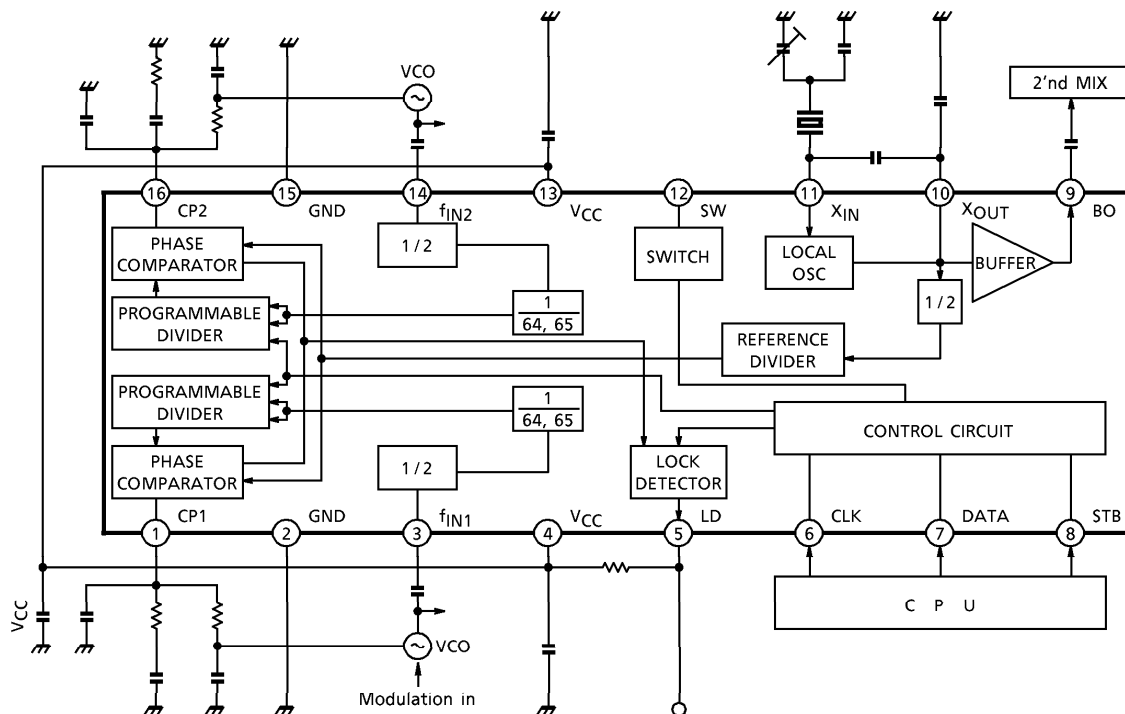 VCO
2'nd MIX
16
15
14
13
12
11
10
9
CP2
GND
fIN2
VCC
SW
XIN
XOUT
BO
PHASE
COMPARATOR
1/2
SWITCH
LOCAL
OSC
BUFFER
PROGRAMMABLE
DIVIDER
1
64, 65
1/2
REFERENCE
DIVIDER
PROGRAMMABLE
DIVIDER
1
64, 65
CONTROL CIRCUIT
PHASE
COMPARATOR
1/2
LOCK
DETECTOR
CP1
GND
fIN1
VCC
LD
CLK
DATA
STB
1
2
3
4
5
6
7
8
VCC
CPU
VCO
Modulation in